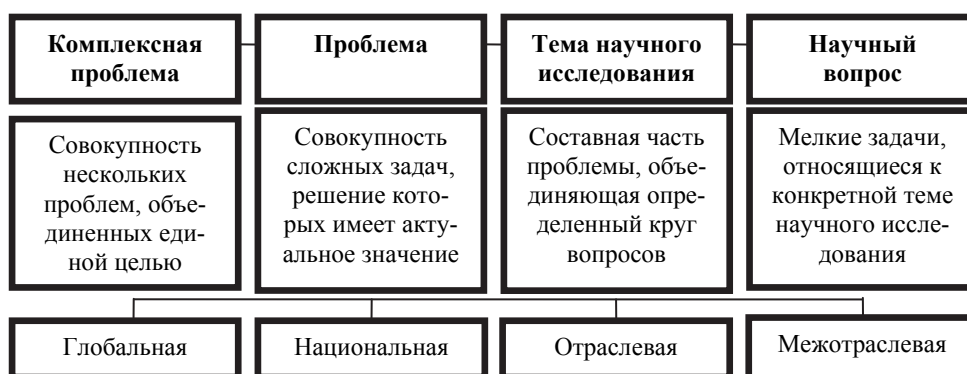 Комплексная
проблема
Проблема
Тема научного
исследования
Научный
вопрос
Совокупность
нескольких
проблем, объе-
диненных еди-
ной целью
Совокупность
сложных задач,
решение кото-
рых имеет акту-
альное значение
Составная часть
проблемы, объе-
диняющая опре-
деленный круг
вопросов
Мелкие задачи,
относящиеся к
конкретной теме
научного иссле-
дования
Глобальная
Национальная
Отраслевая
Межотраслевая